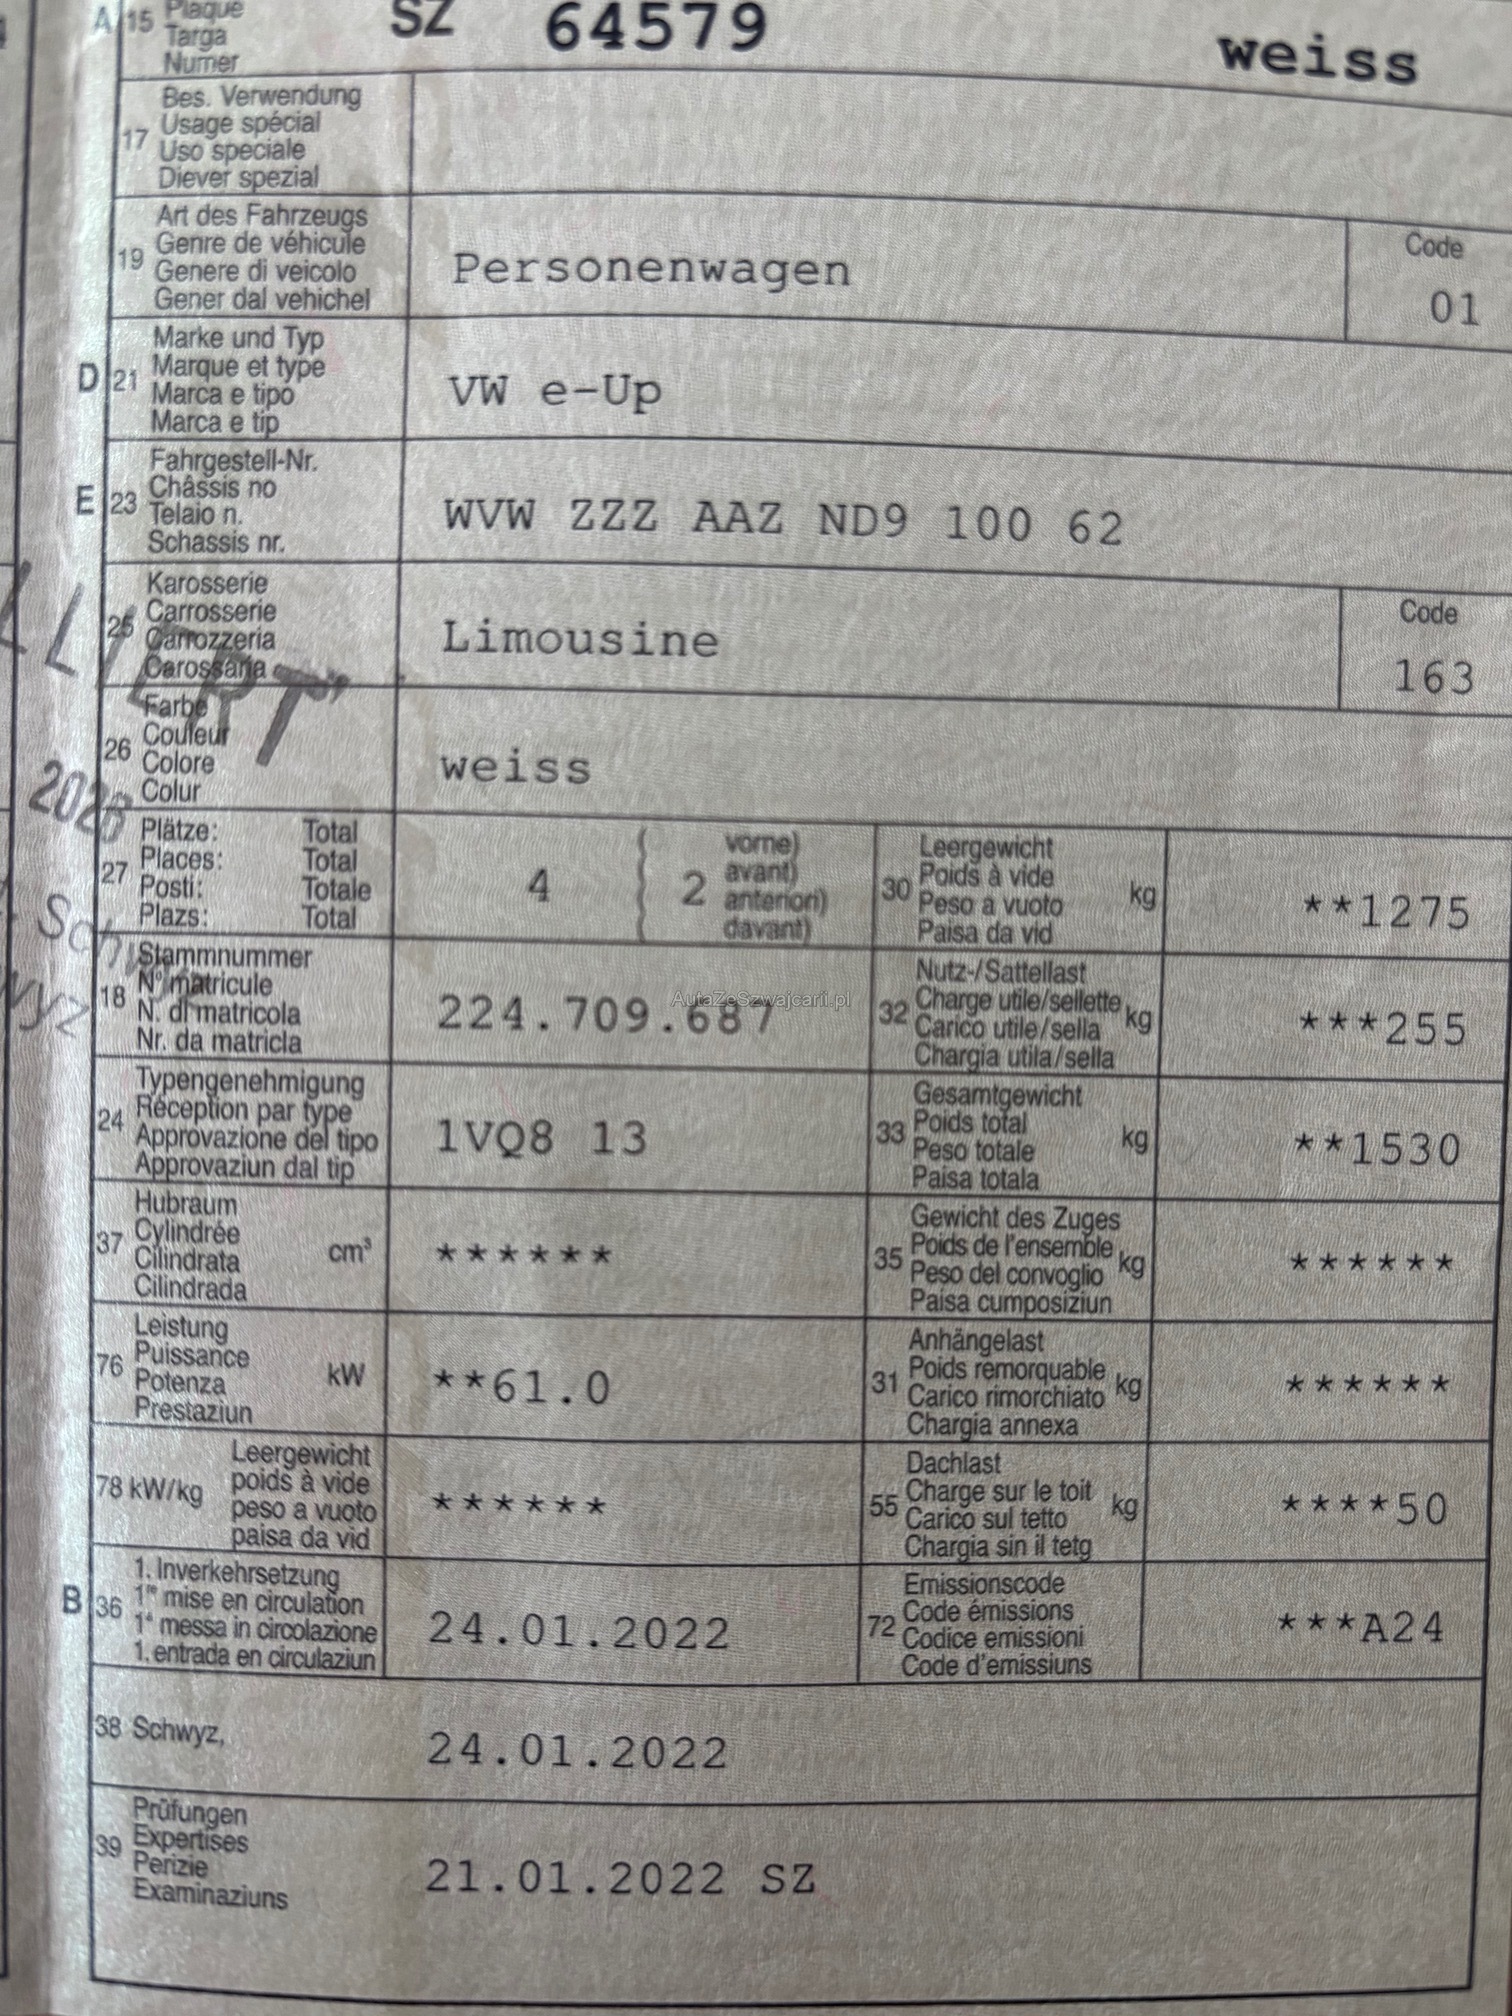 A 15 Plaque SZ 64579 weiss
Targa
Numer
17 Bes. Verwendung
Usage spécial
Uso speciale
Diever spezial
19 Art des Fahrzeugs
Genre de véhicule
Genere di veicolo
Gener dal vehichel
Personenwagen
Code
01
D 21 Marke und Typ
Marque et type
Marca e tipo
Marca e tip
VW e-Up
E 23 Fahrgestell-Nr.
Châssis no
Telaio n.
Schassis nr.
WVW ZZZ AAZ ND9 100 62
25 Karosserie
Carrosserie
Carrozzeria
Carossaria
Limousine
Code
163
LLIERT"
26 Farbe
Couleur
Colore
Colur
weiss
27 Plätze: Total
Places: Total
Posti: Totale
Plazs: Total
4
2
vorne)
avant)
anterior)
davant)
30 Leergewicht
Poids à vide
Peso a vuoto
Paisa da vid
kg
**1275
18 Stammnummer
N° matricule
N. di matricola
Nr. da matricla
224.709.687
AutaZeSzwajcarii.pl
32 Nutz-/Sattellast
Charge utile/sellette
Carico utile/sella
Chargia utila/sella
kg
***255
24 Typengenehmigung
Réception par type
Approvazione del tipo
Approvaziun dal tip
1VQ8 13
33 Gesamtgewicht
Poids total
Peso totale
Paisa totala
kg
**1530
37 Hubraum
Cylindrée
Cilindrata
Cilindrada
cm³
******
35 Gewicht des Zuges
Poids de l'ensemble
Peso del convoglio
Paisa cumposiziun
kg
******
76 Leistung
Puissance
Potenza
Prestaziun
kW
**61.0
31 Anhängelast
Poids remorquable
Carico rimorchiato
Chargia annexa
kg
******
78 kW/kg
Leergewicht
poids à vide
peso a vuoto
paisa da vid
******
55 Dachlast
Charge sur le toit
Carico sul tetto
Chargia sin il tetg
kg
****50
B 36 1. Inverkehrsetzung
1re mise en circulation
1a messa in circolazione
1. entrada en circulaziun
24.01.2022
72 Emissionscode
Code émissions
Codice emissioni
Code d'emissiuns
***A24
38 Schwyz,
24.01.2022
39 Prüfungen
Expertises
Perizie
Examinaziuns
21.01.2022 SZ